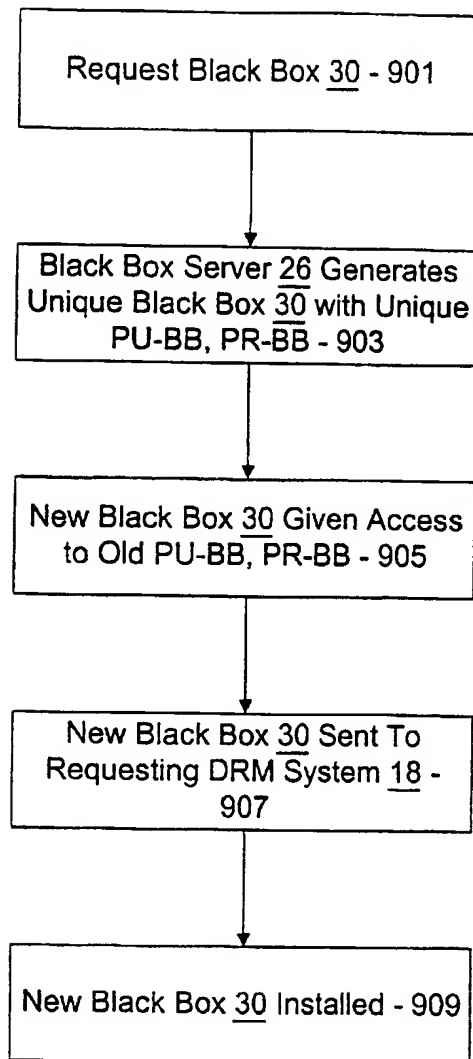 Request Black Box 30 - 901
Black Box Server 26 Generates
Unique Black Box 30 with Unique
PU-BB, PR-BB - 903
New Black Box 30 Given Access
to Old PU-BB, PR-BB - 905
New Black Box 30 Sent To
Requesting DRM System 18 -
907
New Black Box 30 Installed - 909